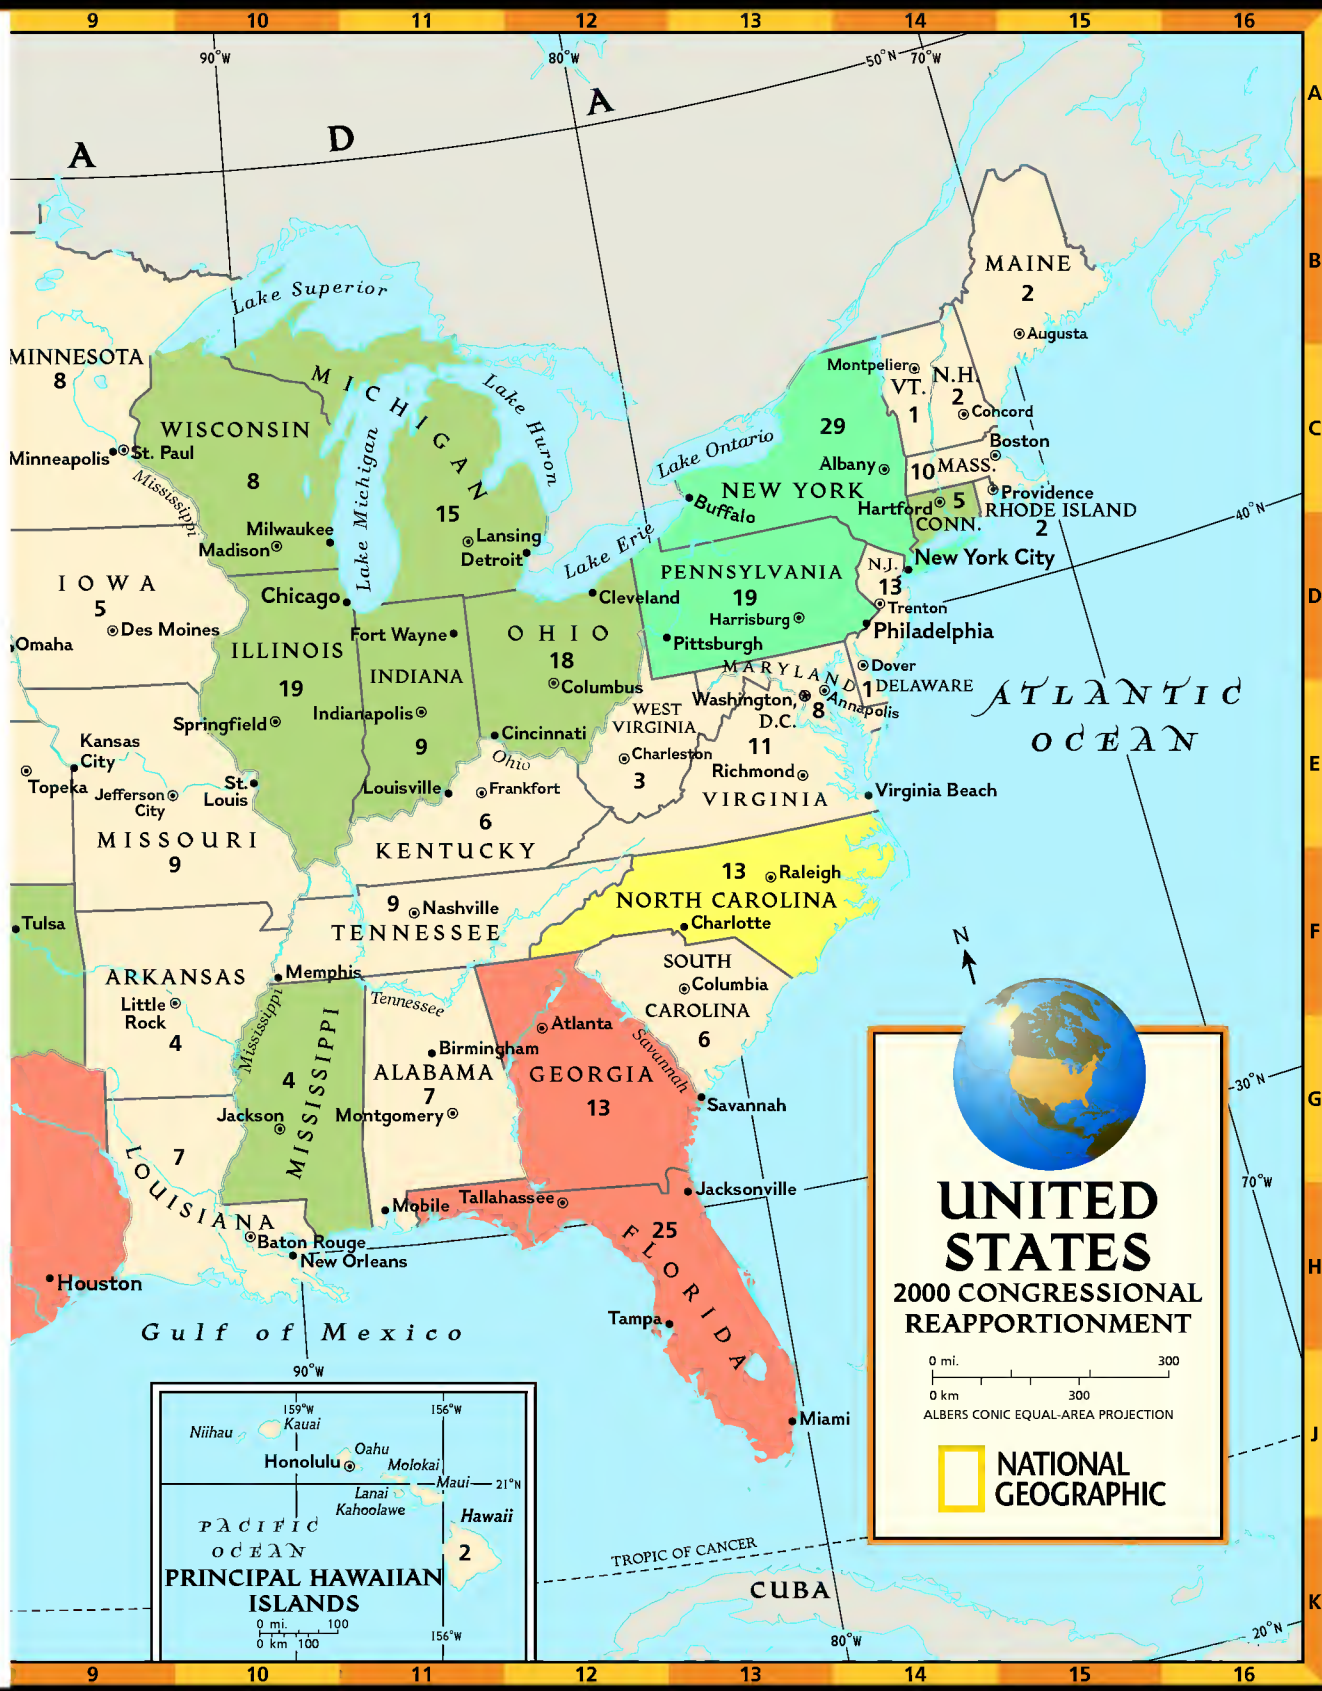 9 10 11 12 13 14 15 16
90°W 80°W 50°N 70°W
A
A D A
B
MAINE
2
Augusta
Lake Superior
MINNESOTA
8
Minneapolis
St. Paul
Mississippi
WISCONSIN
8
Milwaukee
Madison
MICHIGAN
15
Lansing
Detroit
Lake Michigan
Lake Huron
Lake Ontario
Lake Erie
Montpelier
VT.
1
N.H.
2
Concord
C
29
Albany
NEW YORK
Buffalo
Boston
10 MASS.
Hartford
5
CONN.
Providence
RHODE ISLAND
2
40°N
New York City
IOWA
5
Des Moines
Omaha
Chicago
ILLINOIS
19
Springfield
Fort Wayne
INDIANA
Indianapolis
9
Cleveland
OHIO
18
Columbus
Cincinnati
Ohio
PENNSYLVANIA
19
Harrisburg
Pittsburgh
N.J.
13
Trenton
Philadelphia
D
MARYLAND
8
Annapolis
Washington,
D.C.
Dover
1
DELAWARE
ATLANTIC
OCEAN
WEST
VIRGINIA
Charleston
3
11
Richmond
VIRGINIA
Virginia Beach
E
Kansas
City
Topeka
Jefferson
City
St.
Louis
MISSOURI
9
Louisville
Frankfort
6
KENTUCKY
13
Raleigh
NORTH CAROLINA
Charlotte
F
9
Nashville
TENNESSEE
Tulsa
ARKANSAS
Little
Rock
4
Memphis
Mississippi
Tennessee
SOUTH
Columbia
CAROLINA
6
N
Atlanta
Savannah
GEORGIA
13
Savannah
Birmingham
ALABAMA
7
Montgomery
4
MISSISSIPPI
Jackson
30°N
G
7
LOUISIANA
Baton Rouge
New Orleans
Mobile
Tallahassee
Jacksonville
70°W
25
FLORIDA
Tampa
Miami
Houston
H
Gulf of Mexico
90°W
UNITED
STATES
2000 CONGRESSIONAL
REAPPORTIONMENT
0 mi. 300
0 km 300
ALBERS CONIC EQUAL-AREA PROJECTION
NATIONAL
GEOGRAPHIC
J
159°W 156°W
Niihau
Kauai
Oahu
Honolulu
Molokai
Maui
21°N
Lanai
Kahoolawe
Hawaii
2
PACIFIC
OCEAN
PRINCIPAL HAWAIIAN
ISLANDS
0 mi. 100
0 km 100
156°W
TROPIC OF CANCER
CUBA
K
80°W
20°N
9 10 11 12 13 14 15 16